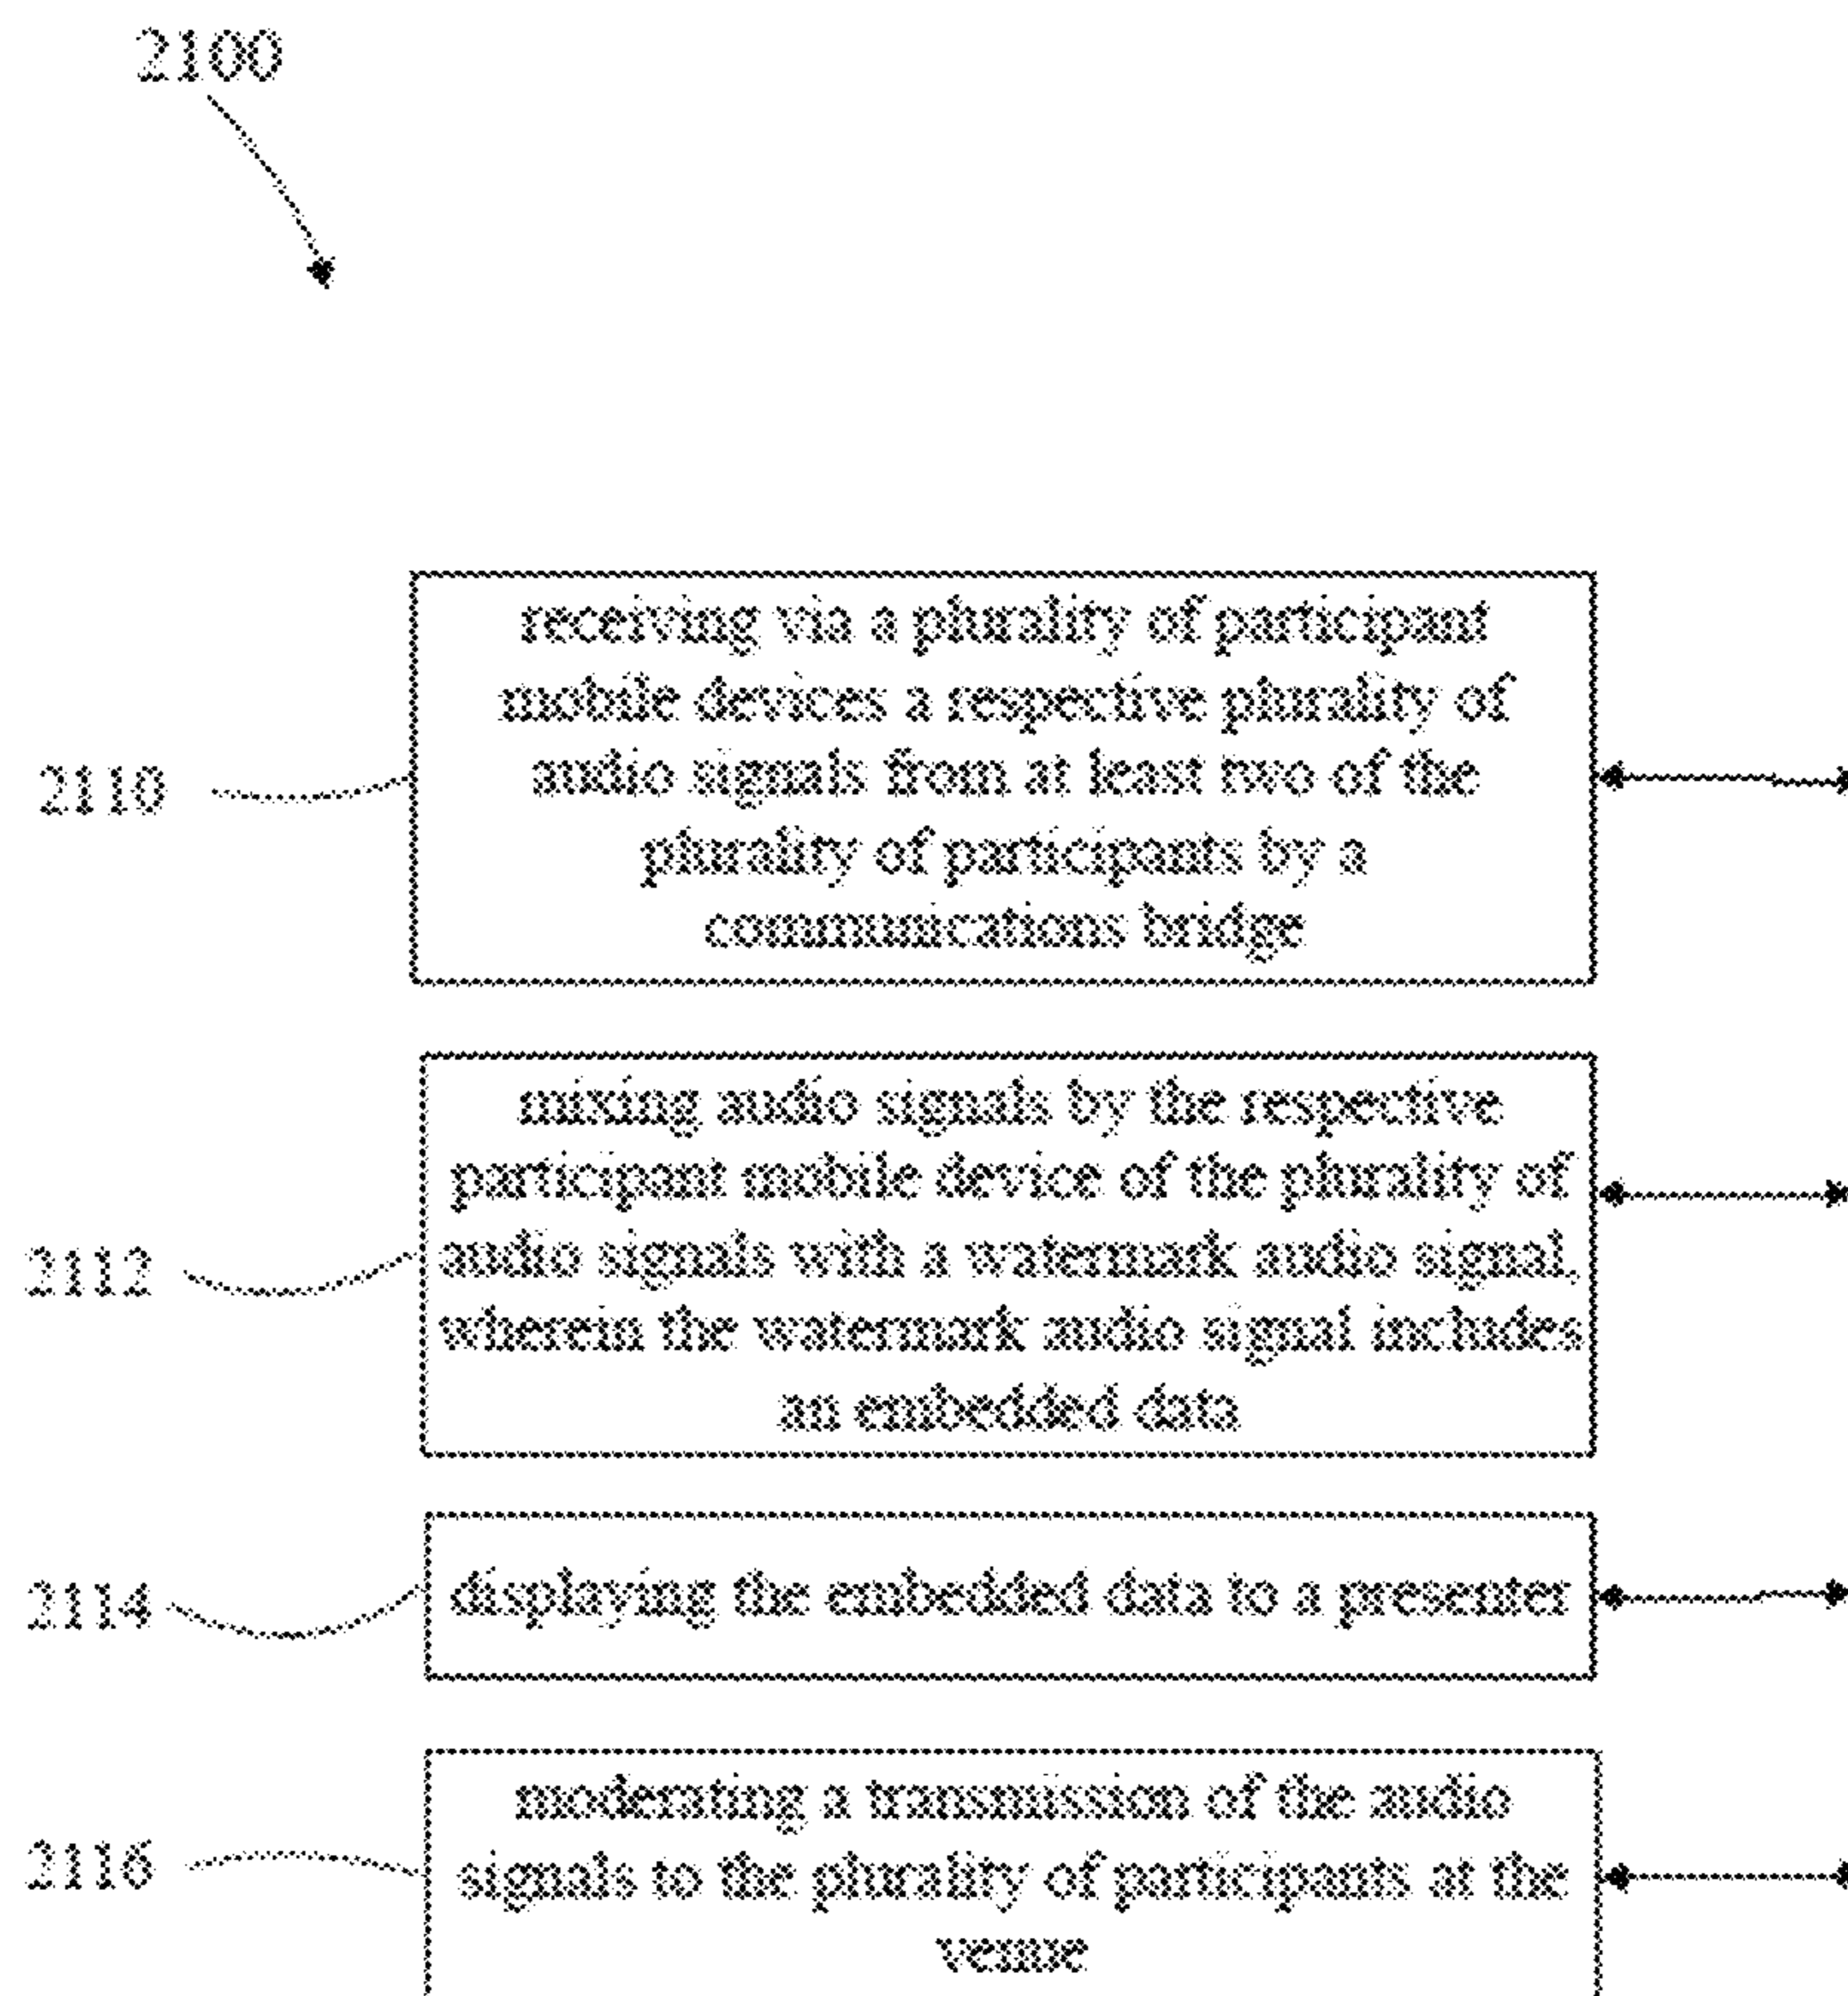 2100
receiving via a plurality of participant
mobile devices a respective plurality of
audio signals from at least two of the
plurality of participants by a
communications bridge
2110
mixing audio signals by the respective
participant mobile device of the plurality of
audio signals with a watermark audio signal,
wherein the watermark audio signal includes
an embedded data
2112
displaying the embedded data to a presenter
2114
moderating a transmission of the audio
signals to the plurality of participants at the
venue
2116